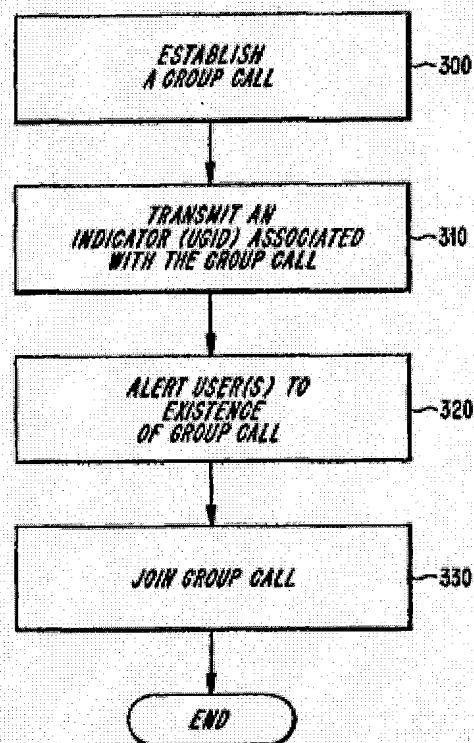 ESTABLISH
A GROUP CALL
300
TRANSMIT AN
INDICATOR (UGID) ASSOCIATED
WITH THE GROUP CALL
310
ALERT USER(S) TO
EXISTENCE
OF GROUP CALL
320
JOIN GROUP CALL
330
END